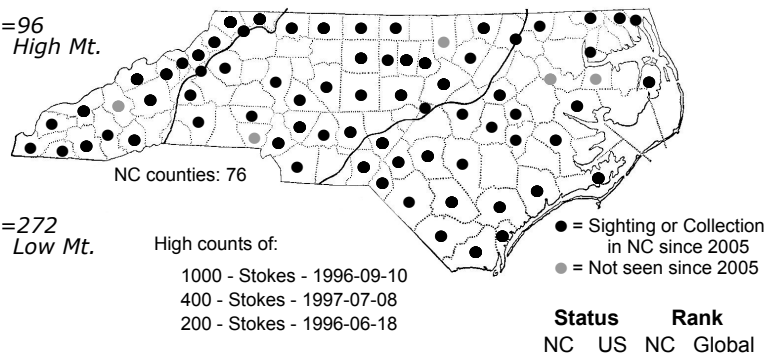 =96
High Mt.
NC counties: 76
=272
Low Mt.
High counts of:
1000 - Stokes - 1996-09-10
400 - Stokes - 1997-07-08
200 - Stokes - 1996-06-18
● = Sighting or Collection
in NC since 2005
● = Not seen since 2005
Status Rank
NC US NC Global